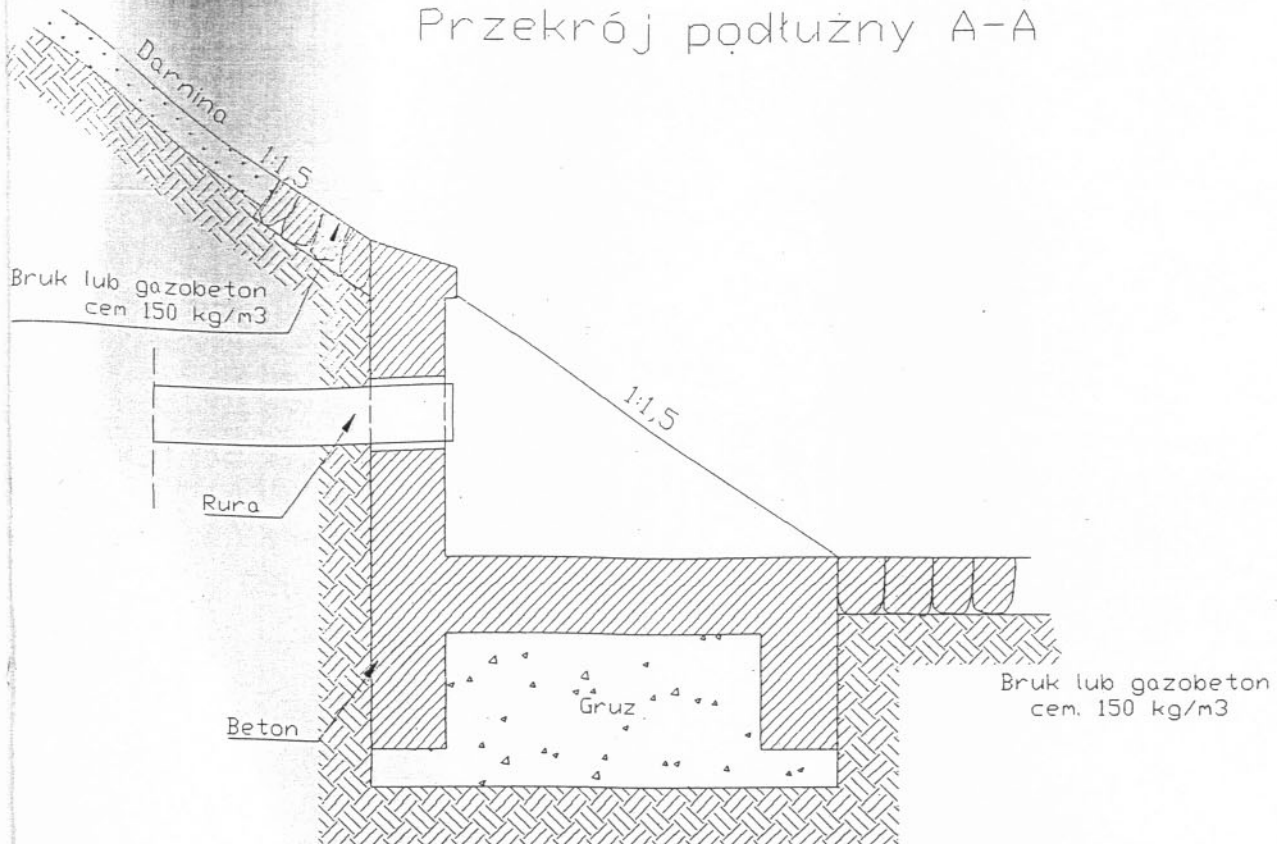 Przekrój podłużny A-A
Darnina
1:1,5
Bruk lub gazobeton
cem 150 kg/m3
1:1,5
Rura
Gruz
Beton
Bruk lub gazobeton
cem. 150 kg/m3